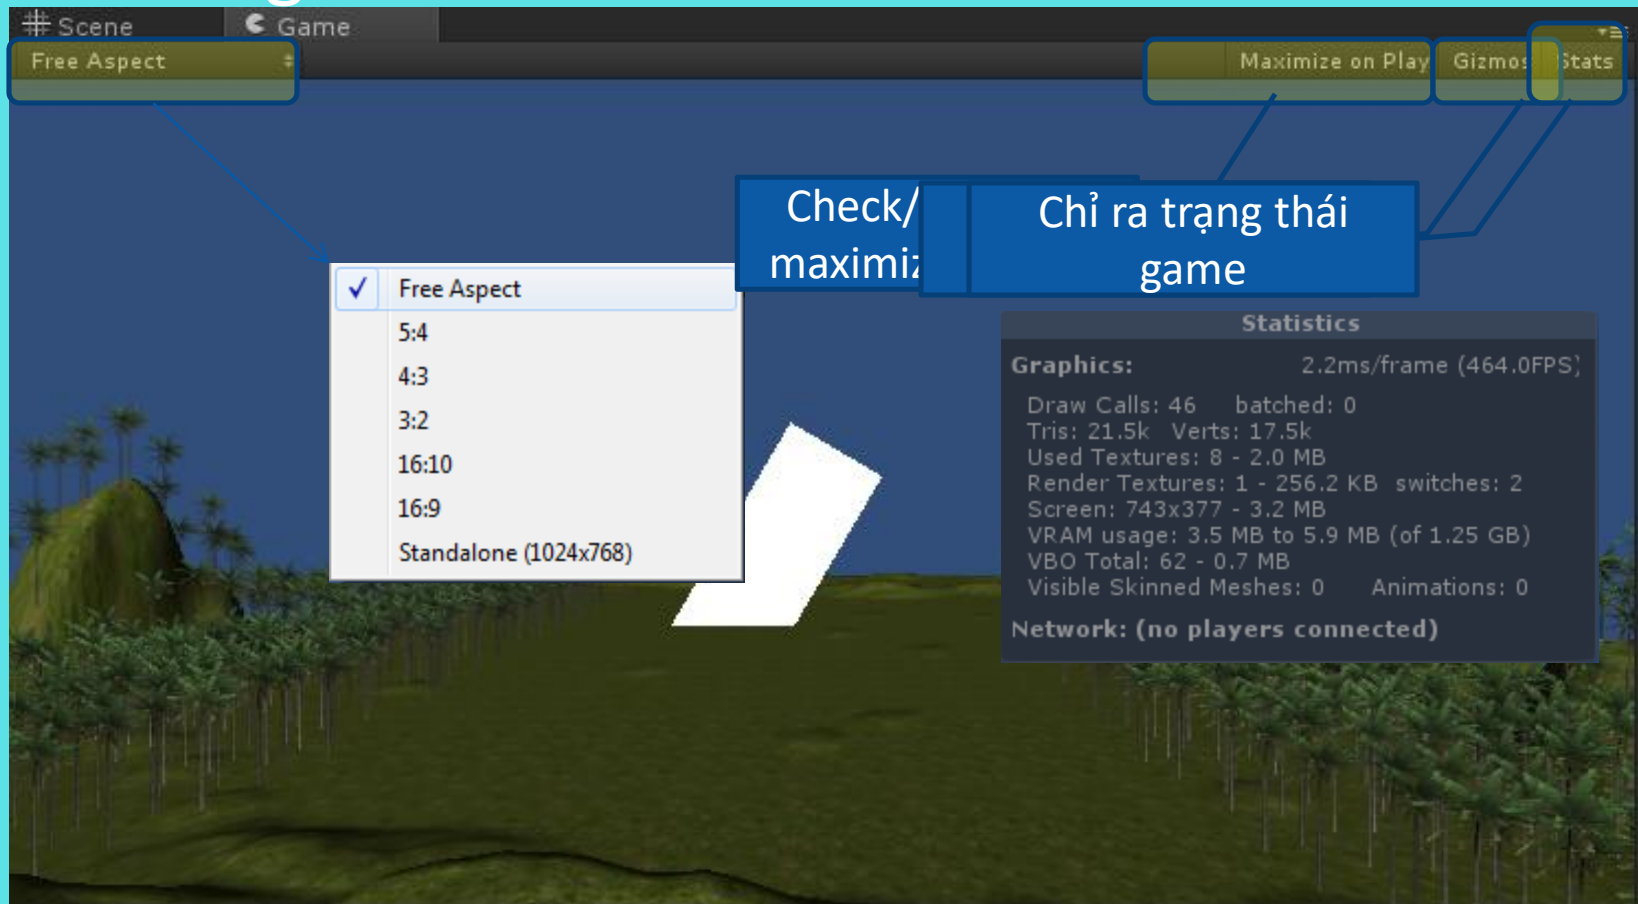 Scene
Game
Free Aspect
Maximize on Play
Gizmos
Stats
Check/
maximiz
Chỉ ra trạng thái
game
Free Aspect
5:4
4:3
3:2
16:10
16:9
Standalone (1024x768)
Statistics
Graphics: 2.2ms/frame (464.0FPS)
Draw Calls: 46 batched: 0
Tris: 21.5k Verts: 17.5k
Used Textures: 8 - 2.0 MB
Render Textures: 1 - 256.2 KB switches: 2
Screen: 743x377 - 3.2 MB
VRAM usage: 3.5 MB to 5.9 MB (of 1.25 GB)
VBO Total: 62 - 0.7 MB
Visible Skinned Meshes: 0 Animations: 0
Network: (no players connected)